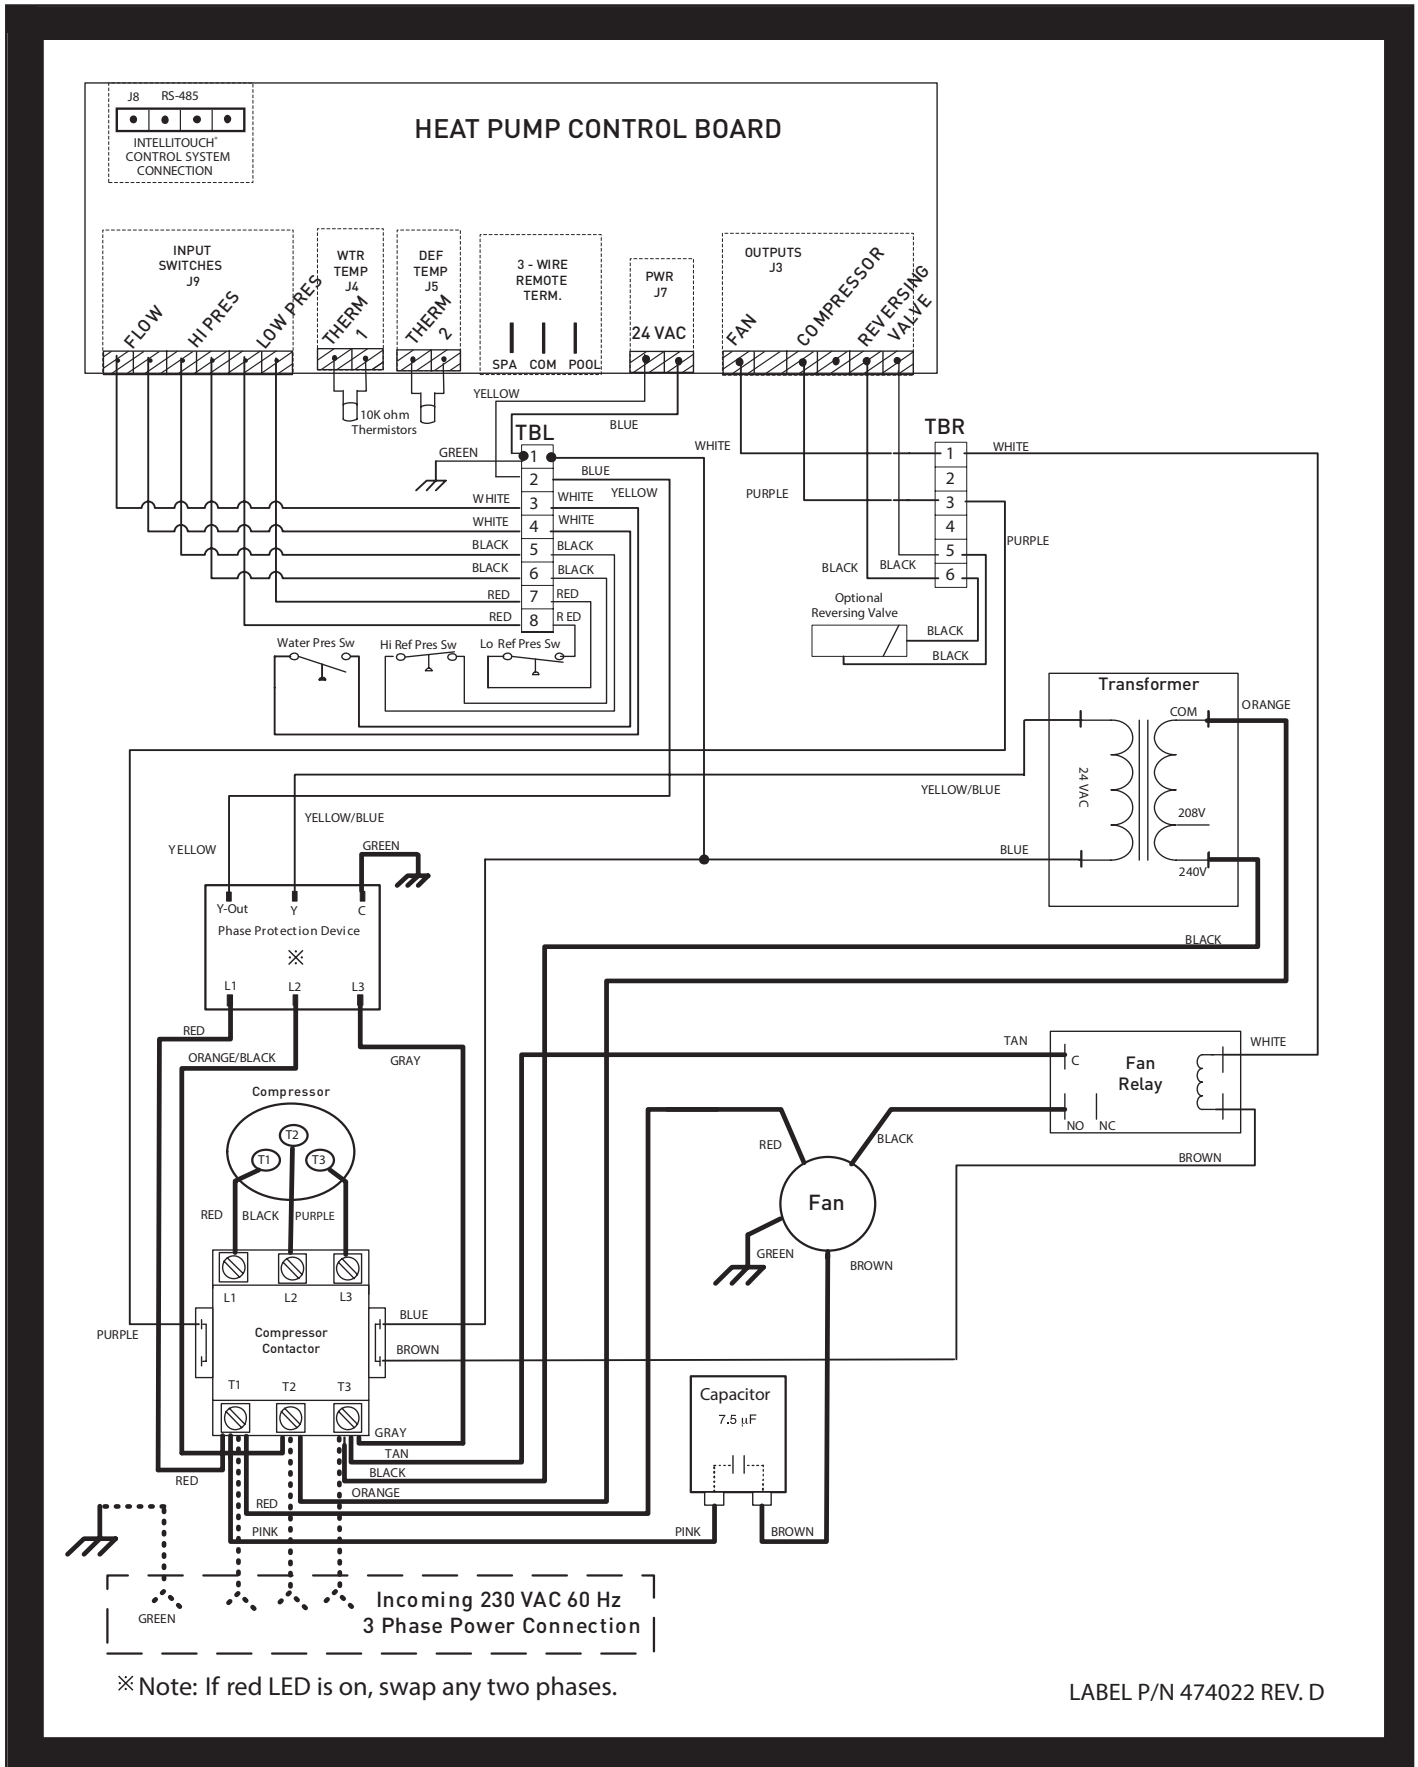 J8 RS-485
INTELLITOUCH®
CONTROL SYSTEM
CONNECTION
HEAT PUMP CONTROL BOARD
INPUT
SWITCHES
J9
FLOW
HI PRES
LOW PRES
WTR
TEMP
J4
THERM
1
DEF
TEMP
J5
THERM
2
3 - WIRE
REMOTE
TERM.
SPA COM POOL
PWR
J7
24 VAC
OUTPUTS
J3
FAN
COMPRESSOR
REVERSING
VALVE
10K ohm
Thermistors
YELLOW
BLUE
TBL
GREEN
1
2
3
4
5
6
7
8
BLUE
YELLOW
WHITE WHITE
WHITE WHITE
BLACK BLACK
BLACK BLACK
RED RED
RED RED
WHITE
TBR
WHITE
1
2
3
4
5
6
PURPLE
PURPLE
BLACK BLACK
Optional
Reversing Valve
BLACK
BLACK
Water Pres Sw
Hi Ref Pres Sw
Lo Ref Pres Sw
Transformer
COM
ORANGE
24 VAC
208V
240V
YELLOW/BLUE
YELLOW/BLUE
BLUE
YELLOW
GREEN
Y-Out Y C
Phase Protection Device
※
L1 L2 L3
BLACK
RED
ORANGE/BLACK
GRAY
TAN
C
Fan
Relay
NO NC
WHITE
BROWN
Compressor
T2
T1 T3
RED BLACK PURPLE
RED
BLACK
Fan
GREEN
BROWN
L1 L2 L3
Compressor
Contactor
T1 T2 T3
PURPLE
BLUE
BROWN
Capacitor
7.5 µF
GRAY
TAN
BLACK
ORANGE
RED
RED
PINK
PINK
BROWN
GREEN
Incoming 230 VAC 60 Hz
3 Phase Power Connection
※ Note: If red LED is on, swap any two phases.
LABEL P/N 474022 REV. D